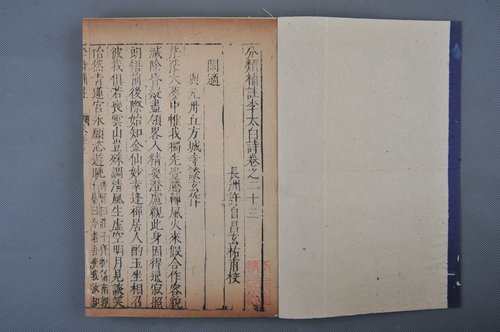 分類補註李太白詩卷之二十三
長洲許自昌玄祐甫校
閒適
與元丹丘方城寺談玄作
茫茫大夢中惟我獨先覺騰轉風火來假合作容貌
滅除昏疑盡領畧入精要澄慮觀此身因得通寂照
朗悟前後際始知金仙妙幸逢禪居人酌玉坐相召
彼我俱若喪雲山豈殊調清風生虛空明月見談笑
怡然青蓮宮永願恣遊眺